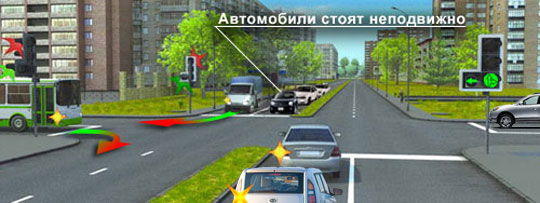 Автомобили стоят неподвижно